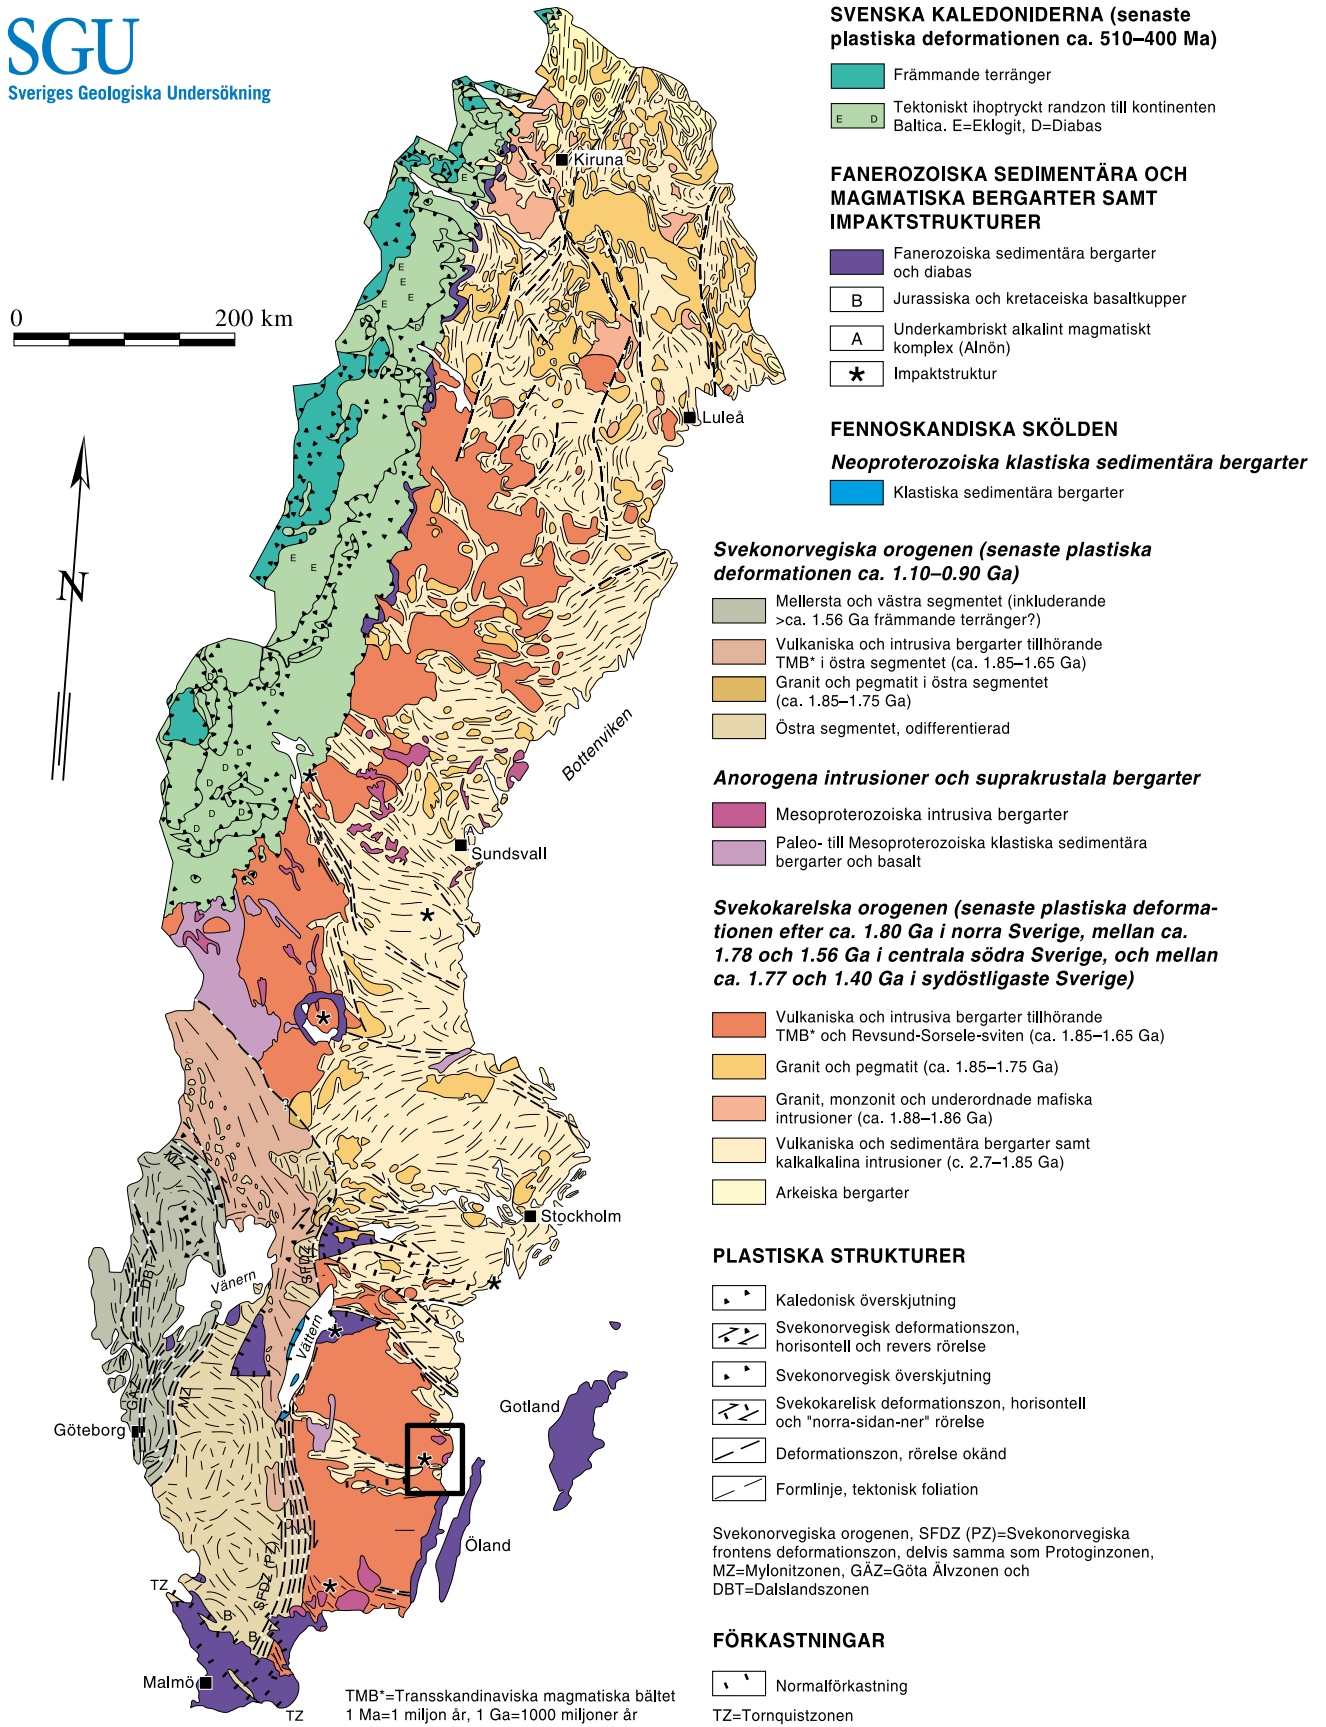 SGU
Sveriges Geologiska Undersökning
0 200 km
N
Kiruna
Luleå
Bottenviken
Sundsvall
Stockholm
Vänern
Vättern
Göteborg
Gotland
Öland
Malmö
MZ
DBT
GÄZ
MZ
SFDZ
SFDZ (PZ)
TZ
TZ
A
B
B
?
E
E
E
E
E
E
E
E
D
D
D
D
D
D
D
D
D
TMB*=Transskandinaviska magmatiska bältet
1 Ma=1 miljon år, 1 Ga=1000 miljoner år
SVENSKA KALEDONIDERNA (senaste
plastiska deformationen ca. 510–400 Ma)
Främmande terränger
E D
Tektoniskt ihoptryckt randzon till kontinenten
Baltica. E=Eklogit, D=Diabas
FANEROZOISKA SEDIMENTÄRA OCH
MAGMATISKA BERGARTER SAMT
IMPAKTSTRUKTURER
Fanerozoiska sedimentära bergarter
och diabas
B Jurassiska och kretaceiska basaltkupper
A Underkambriskt alkalint magmatiskt
komplex (Alnön)
Impaktstruktur
FENNOSKANDISKA SKÖLDEN
Neoproterozoiska klastiska sedimentära bergarter
Klastiska sedimentära bergarter
Svekonorvegiska orogenen (senaste plastiska
deformationen ca. 1.10–0.90 Ga)
Mellersta och västra segmentet (inkluderande
>ca. 1.56 Ga främmande terränger?)
Vulkaniska och intrusiva bergarter tillhörande
TMB* i östra segmentet (ca. 1.85–1.65 Ga)
Granit och pegmatit i östra segmentet
(ca. 1.85–1.75 Ga)
Östra segmentet, odifferentierad
Anorogena intrusioner och suprakrustala bergarter
Mesoproterozoiska intrusiva bergarter
Paleo- till Mesoproterozoiska klastiska sedimentära
bergarter och basalt
Svekokarelska orogenen (senaste plastiska deforma-
tionen efter ca. 1.80 Ga i norra Sverige, mellan ca.
1.78 och 1.56 Ga i centrala södra Sverige, och mellan
ca. 1.77 och 1.40 Ga i sydöstligaste Sverige)
Vulkaniska och intrusiva bergarter tillhörande
TMB* och Revsund-Sorsele-sviten (ca. 1.85–1.65 Ga)
Granit och pegmatit (ca. 1.85–1.75 Ga)
Granit, monzonit och underordnade mafiska
intrusioner (ca. 1.88–1.86 Ga)
Vulkaniska och sedimentära bergarter samt
kalkalkalina intrusioner (c. 2.7–1.85 Ga)
Arkeiska bergarter
PLASTISKA STRUKTURER
Kaledonisk överskjutning
Svekonorvegisk deformationszon,
horisontell och revers rörelse
Svekonorvegisk överskjutning
Svekokarelisk deformationszon, horisontell
och "norra-sidan-ner" rörelse
Deformationszon, rörelse okänd
Formlinje, tektonisk foliation
Svekonorvegiska orogenen, SFDZ (PZ)=Svekonorvegiska
frontens deformationszon, delvis samma som Protoginzonen,
MZ=Mylonitzonen, GÄZ=Göta Älvzonen och
DBT=Dalslandszonen
FÖRKASTNINGAR
Normalförkastning
TZ=Tornquistzonen